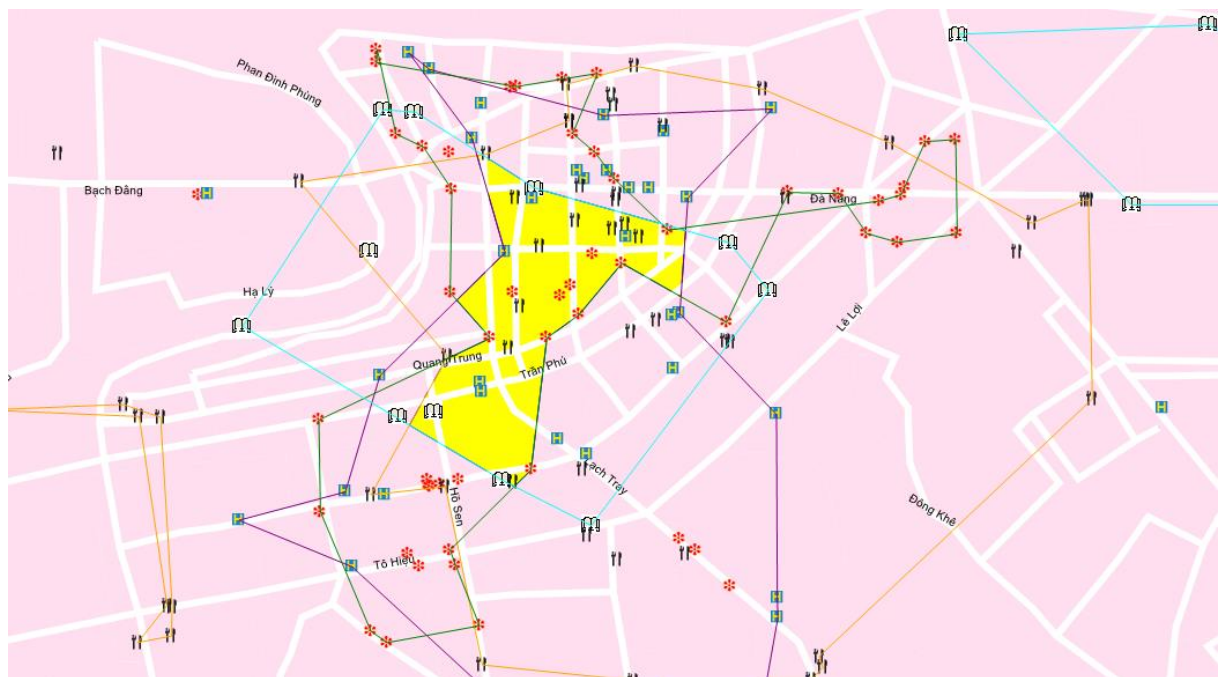 Phan Đình Phùng
Bạch Đằng
Đà Nẵng
Hạ Lý
Lê Lợi
Quang Trung
Trần Phú
Lạch Tray
Hồ Sen
Đông Khê
Tô Hiệu